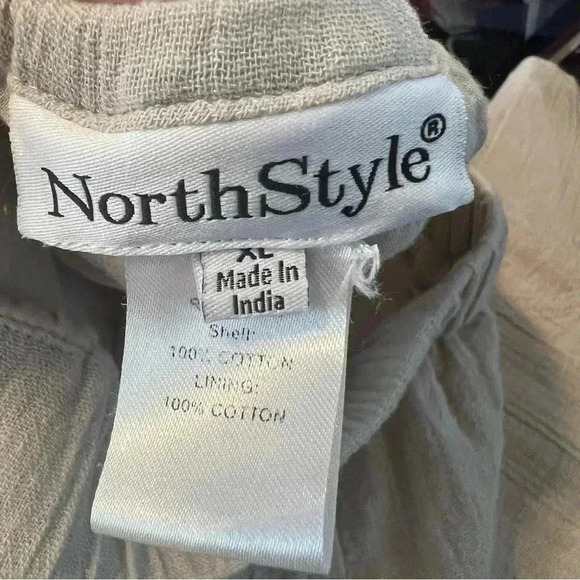 NorthStyle®
XL
Made In
India
Shell:
100% COTTON
LINING:
100% COTTON